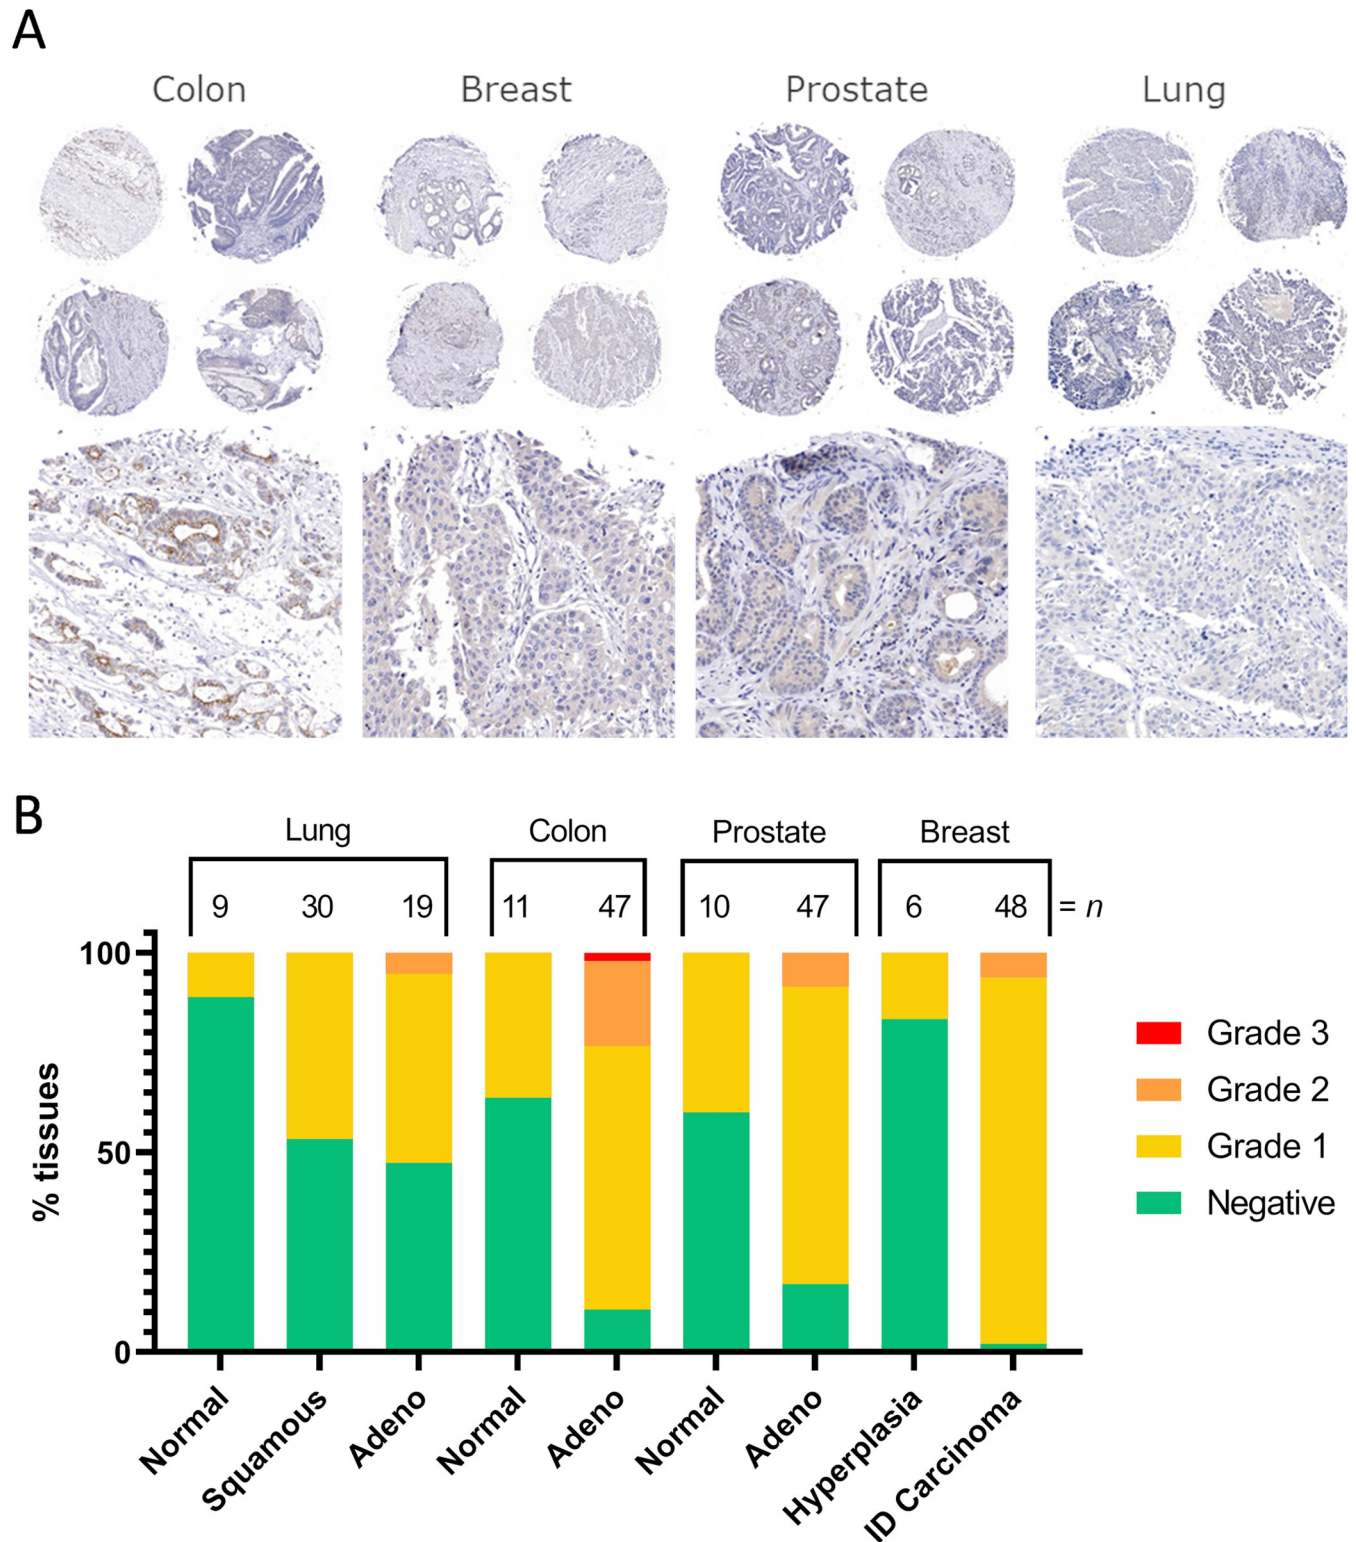 A
Colon Breast Prostate Lung
B
Lung Colon Prostate Breast
9 30 19 11 47 10 47 6 48 = n
100
50
0
% tissues
Grade 3
Grade 2
Grade 1
Negative
Normal
Squamous
Adeno
Normal
Adeno
Normal
Adeno
Hyperplasia
ID Carcinoma